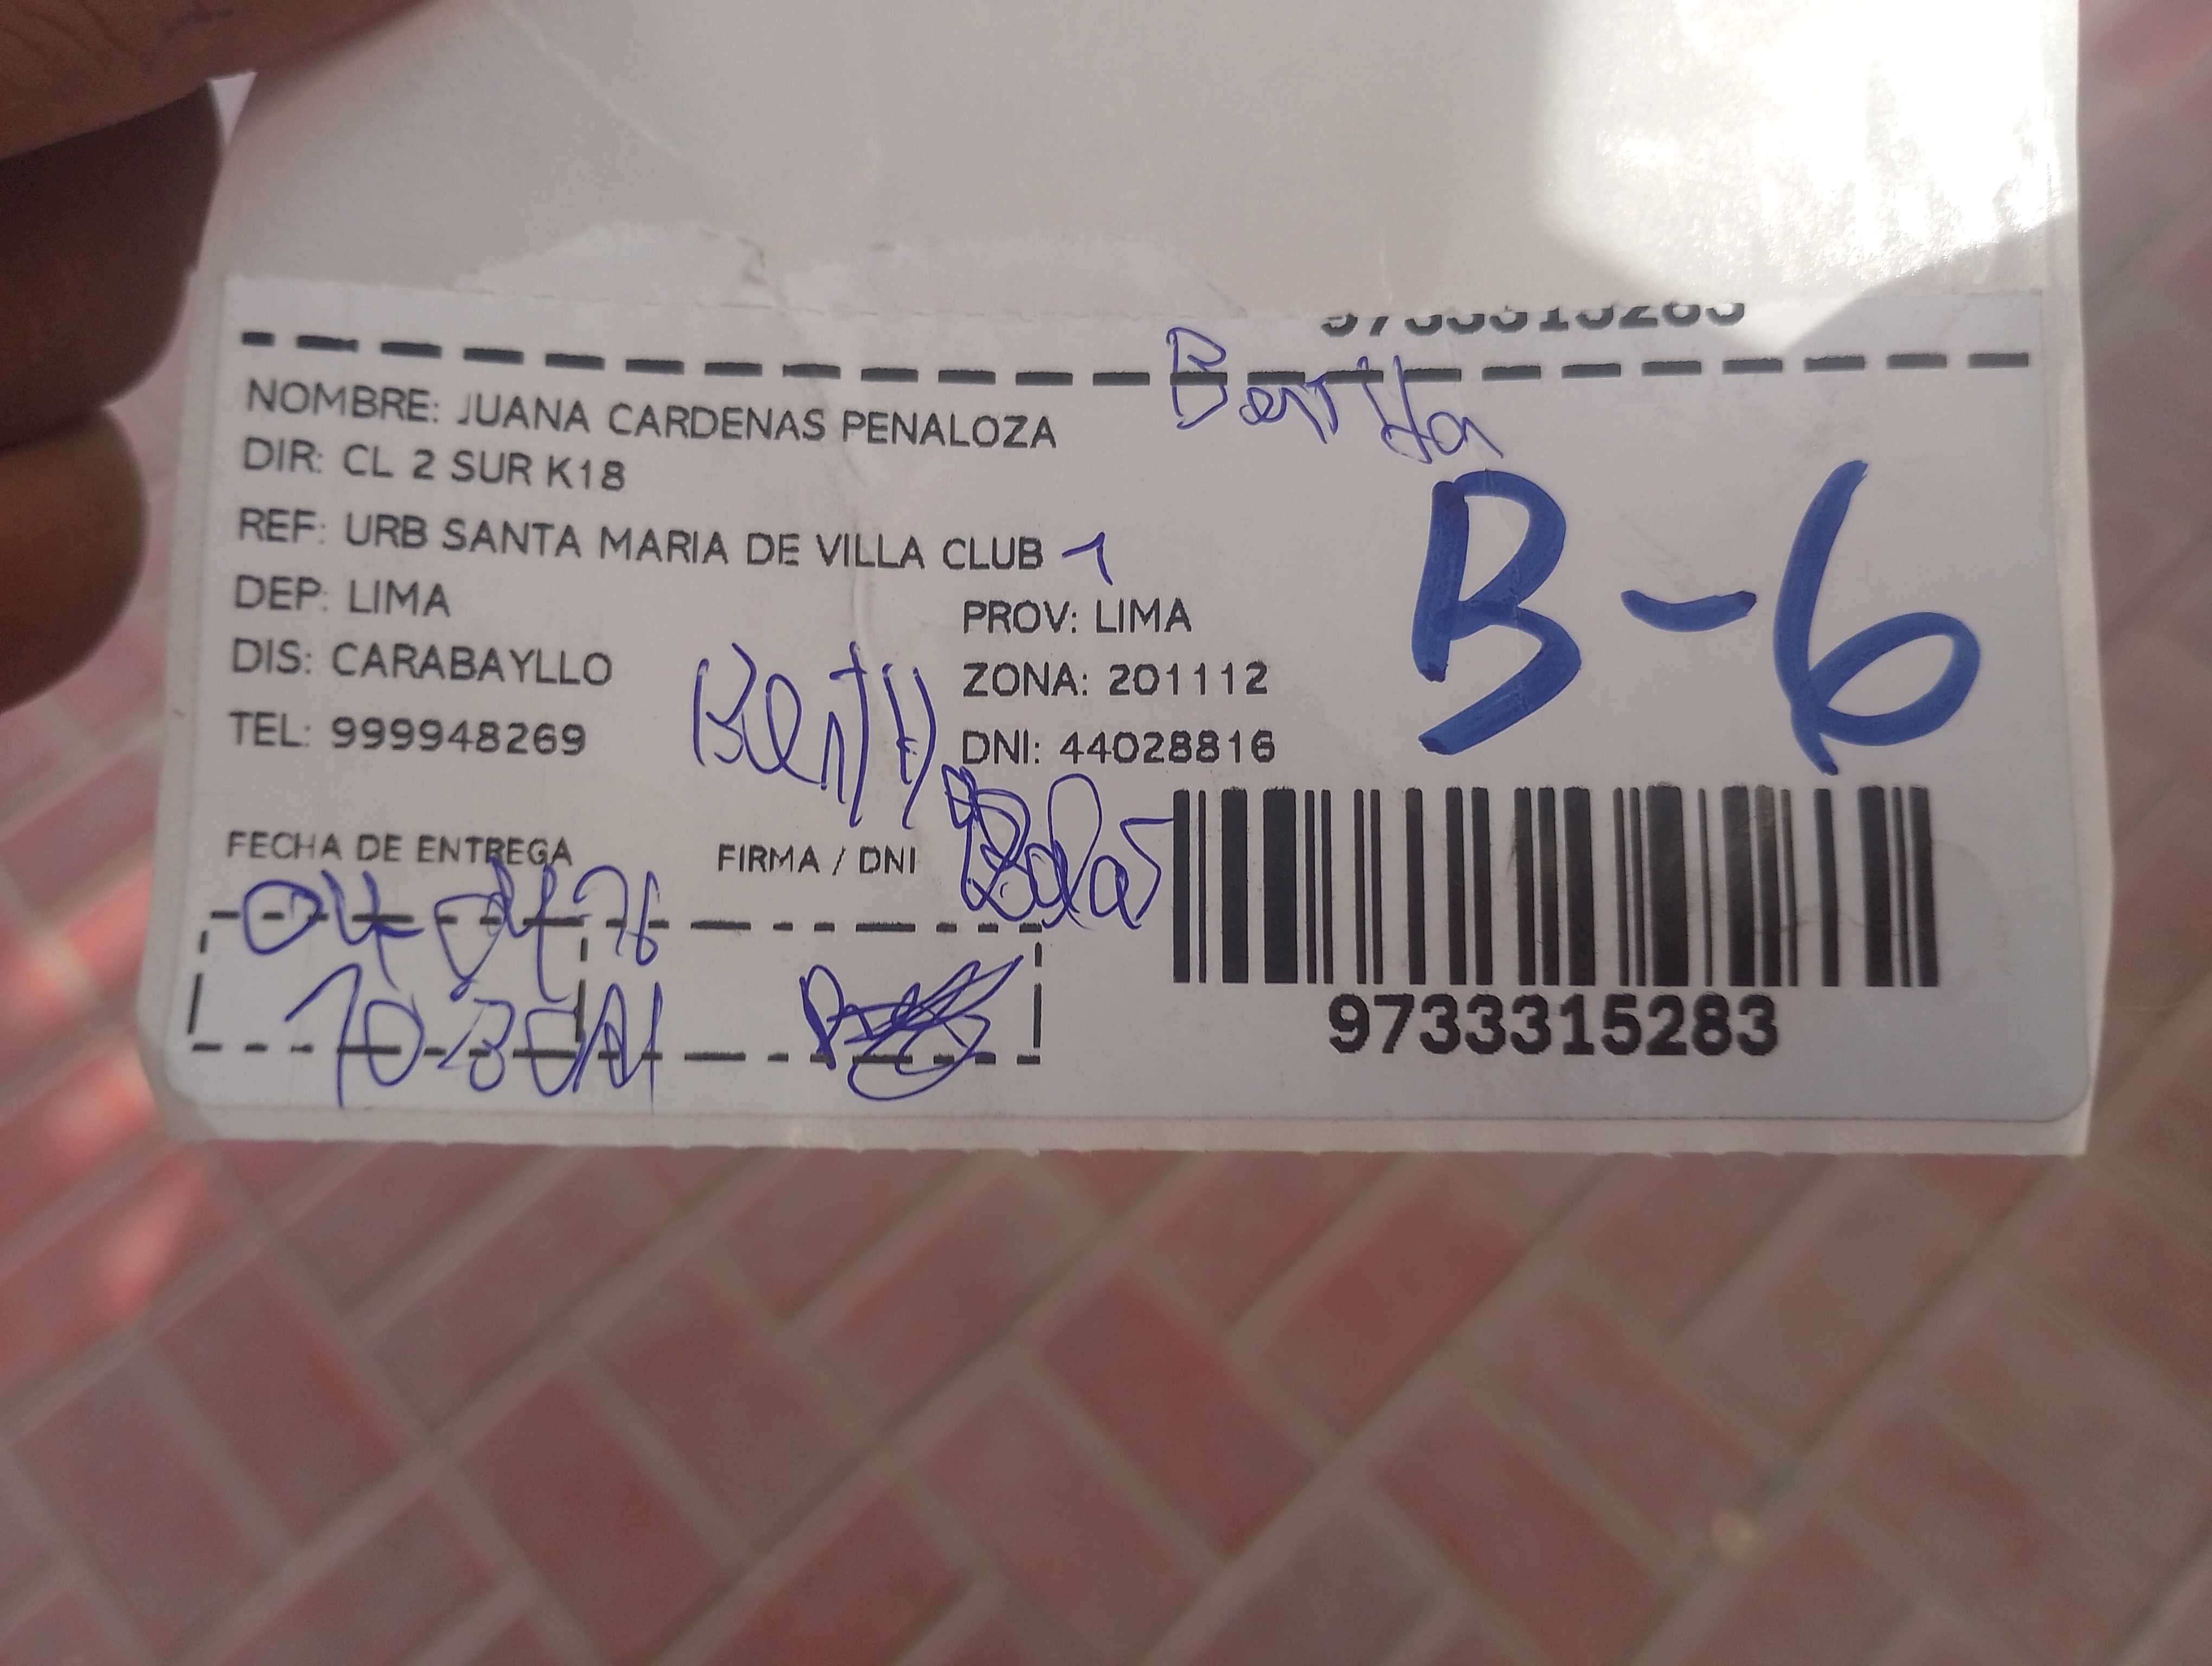 NOMBRE: JUANA CARDENAS PENALOZA
DIR: CL 2 SUR K18
REF: URB SANTA MARIA DE VILLA CLUB 1
DEP: LIMA
PROV: LIMA
DIS: CARABAYLLO
ZONA: 201112
TEL: 999948269
DNI: 44028816
B-6
FECHA DE ENTREGA
FIRMA / DNI
9733315283